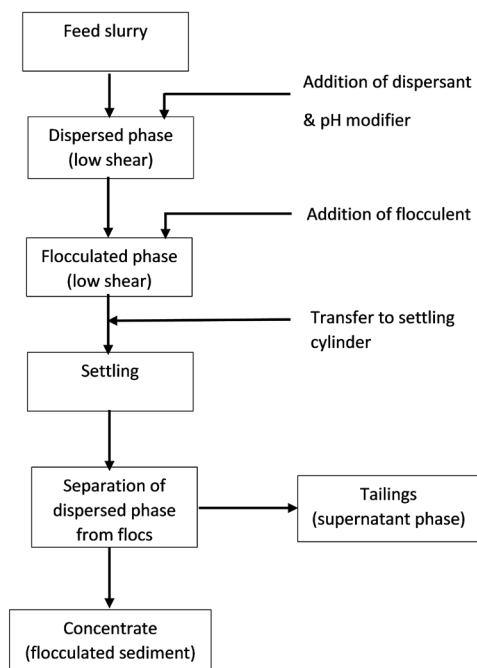 Feed slurry
Addition of dispersant
& pH modifier
Dispersed phase
(low shear)
Addition of flocculent
Flocculated phase
(low shear)
Transfer to settling
cylinder
Settling
Separation of
dispersed phase
from flocs
Tailings
(supernatant phase)
Concentrate
(flocculated sediment)